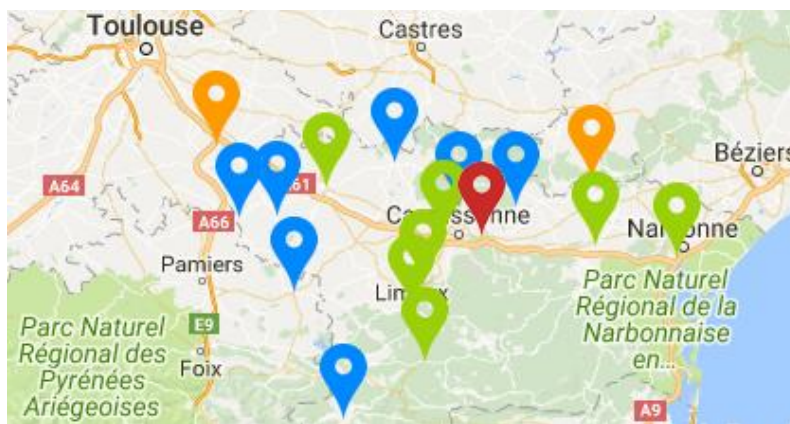 Toulouse
Castres
Béziers
A64
A61
A66
Narbonne
Pamiers
Parc Naturel
Régional de la
Narbonnaise
en...
E9
Parc Naturel
Régional des
Pyrénées
Ariégeoises
Foix
A9